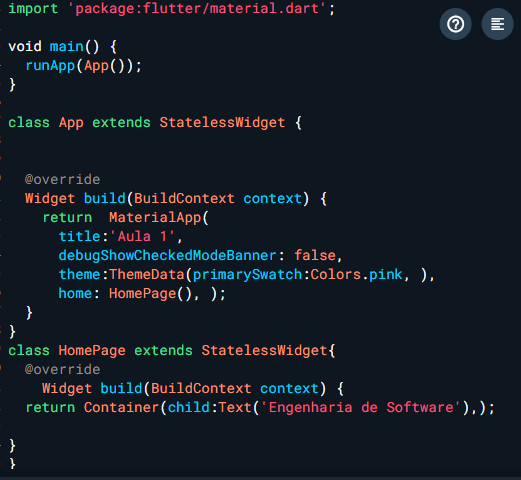 import 'package:flutter/material.dart';
void main() {
runApp(App());
}
class App extends StatelessWidget {
@override
Widget build(BuildContext context) {
return  MaterialApp(
title:'Aula 1',
debugShowCheckedModeBanner: false,
theme:ThemeData(primarySwatch:Colors.pink, ),
home: HomePage(), );
}
}
class HomePage extends StatelessWidget{
@override
Widget build(BuildContext context) {
return Container(child:Text('Engenharia de Software'),);
}
}